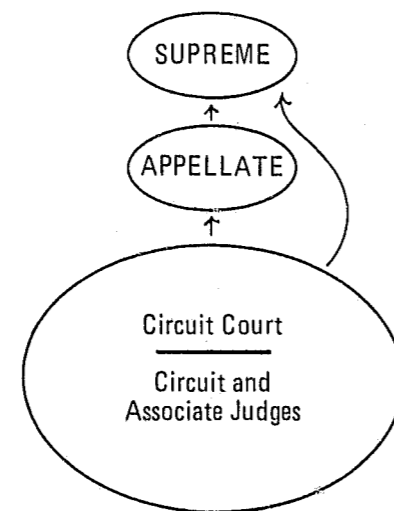 SUPREME
APPELLATE
Circuit Court
Circuit and
Associate Judges